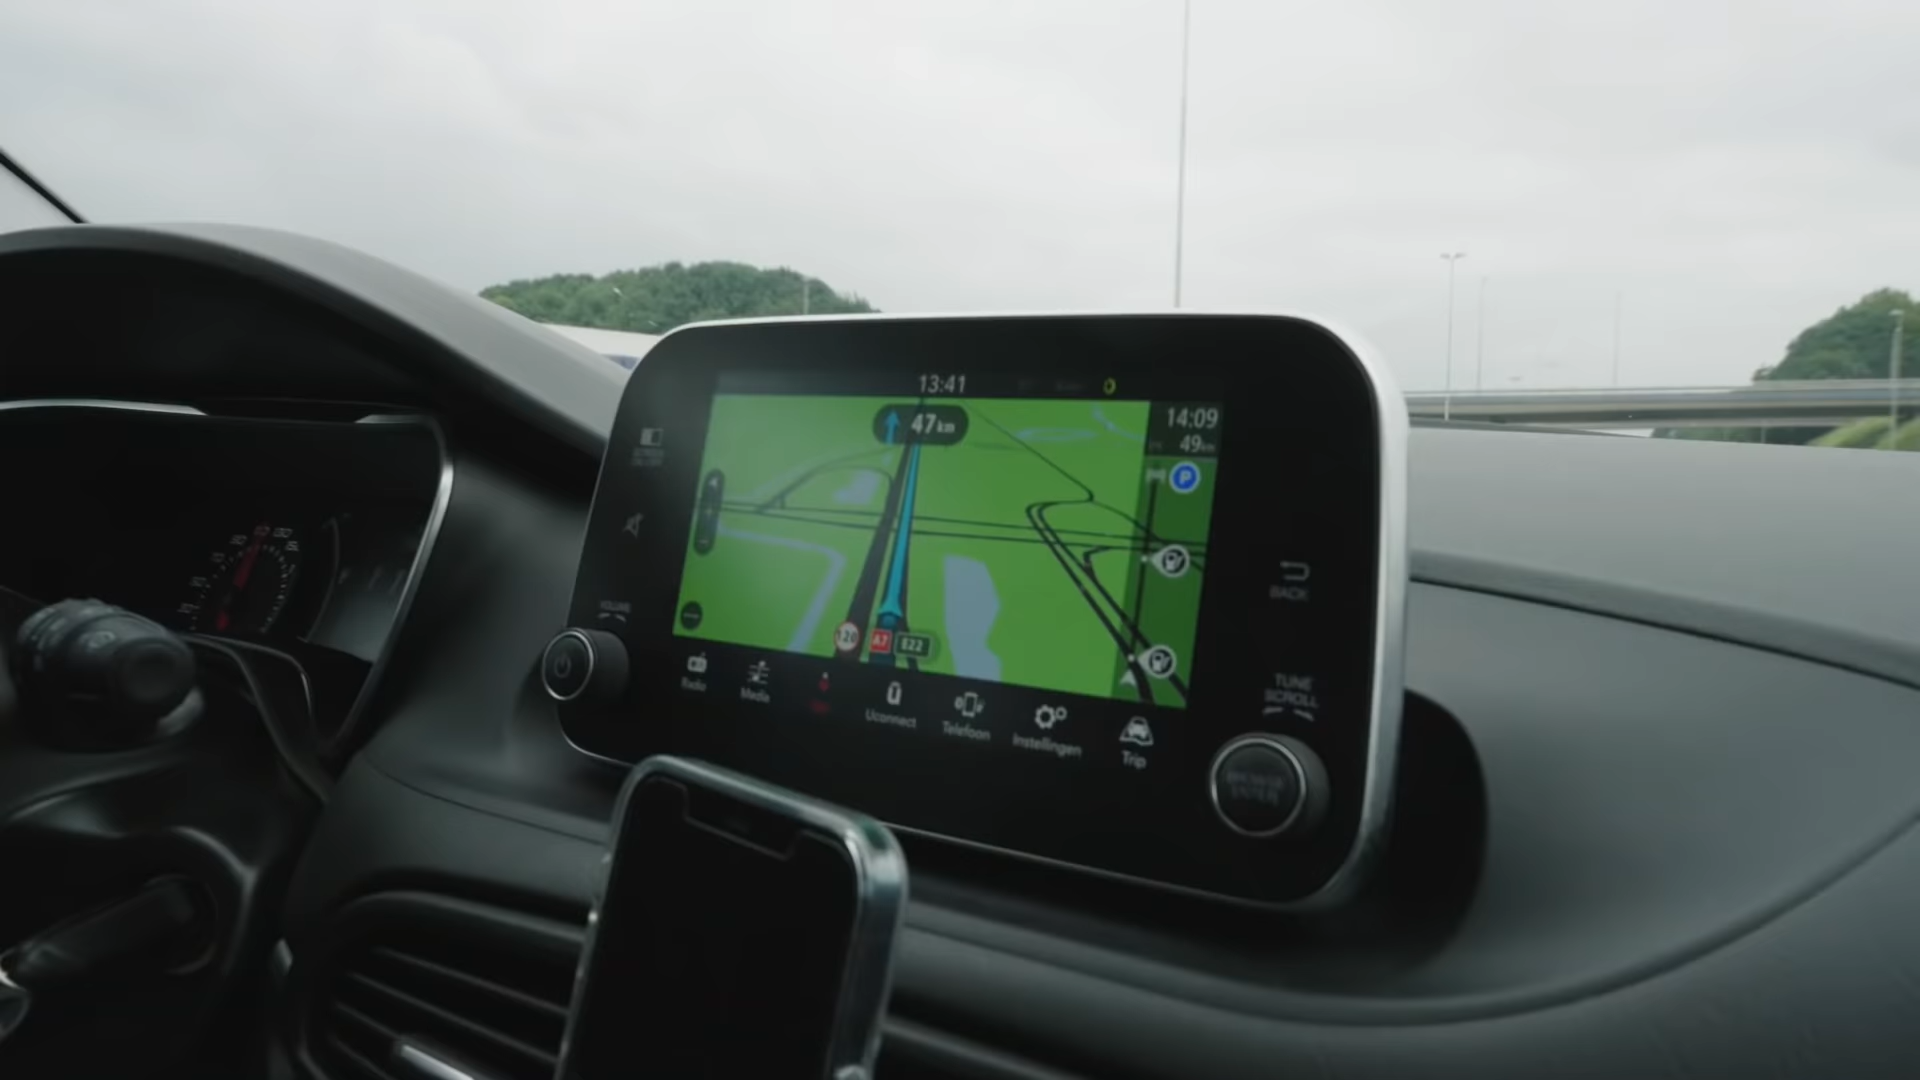 13:41
47 km
14:09
49 km
P
120
A7
E22
VOLUME
BACK
TUNE
SCROLL
Radio
Media
Uconnect
Telefoon
Instellingen
Trip